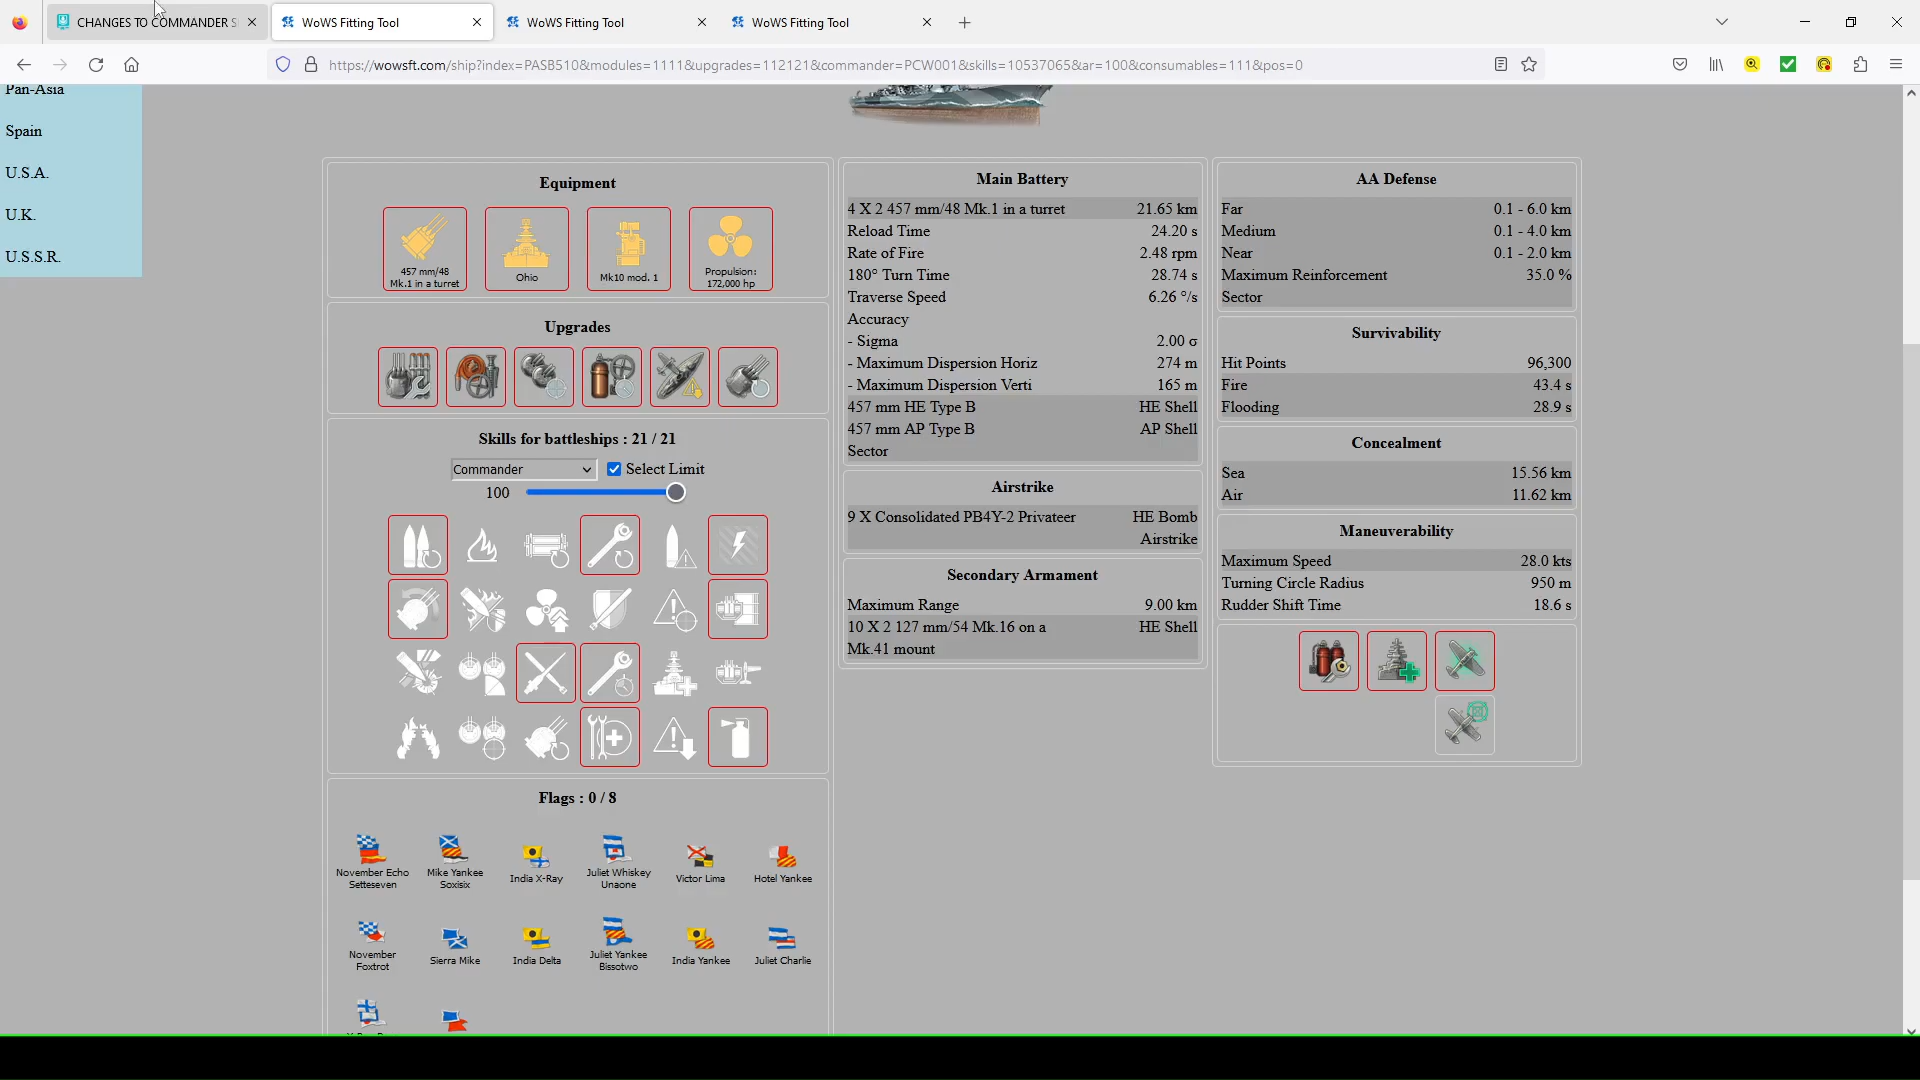 CHANGES TO COMMANDER S
WoWS Fitting Tool
WoWS Fitting Tool
WoWS Fitting Tool
https://wowsft.com/ship?index=PASB510&modules=1111&upgrades=112121&commander=PCW001&skills=10537065&ar=100&consumables=111&pos=0
Pan-Asia
Spain
U.S.A.
U.K.
U.S.S.R.
Equipment
457 mm/48
Mk.1 in a turret
Ohio
Mk10 mod. 1
Propulsion:
172,000 hp
Upgrades
Skills for battleships : 21 / 21
Commander
Select Limit
100
Flags : 0 / 8
November Echo
Setteseven
Mike Yankee
Soxisix
India X-Ray
Juliet Whiskey
Unaone
Victor Lima
Hotel Yankee
November
Foxtrot
Sierra Mike
India Delta
Juliet Yankee
Bissotwo
India Yankee
Juliet Charlie
Main Battery
4 X 2 457 mm/48 Mk.1 in a turret 21.65 km
Reload Time 24.20 s
Rate of Fire 2.48 rpm
180° Turn Time 28.74 s
Traverse Speed 6.26 °/s
Accuracy
- Sigma 2.00 σ
- Maximum Dispersion Horiz 274 m
- Maximum Dispersion Verti 165 m
457 mm HE Type B HE Shell
457 mm AP Type B AP Shell
Sector
Airstrike
9 X Consolidated PB4Y-2 Privateer HE Bomb
Airstrike
Secondary Armament
Maximum Range 9.00 km
10 X 2 127 mm/54 Mk.16 on a HE Shell
Mk.41 mount
AA Defense
Far 0.1 - 6.0 km
Medium 0.1 - 4.0 km
Near 0.1 - 2.0 km
Maximum Reinforcement 35.0 %
Sector
Survivability
Hit Points 96,300
Fire 43.4 s
Flooding 28.9 s
Concealment
Sea 15.56 km
Air 11.62 km
Maneuverability
Maximum Speed 28.0 kts
Turning Circle Radius 950 m
Rudder Shift Time 18.6 s